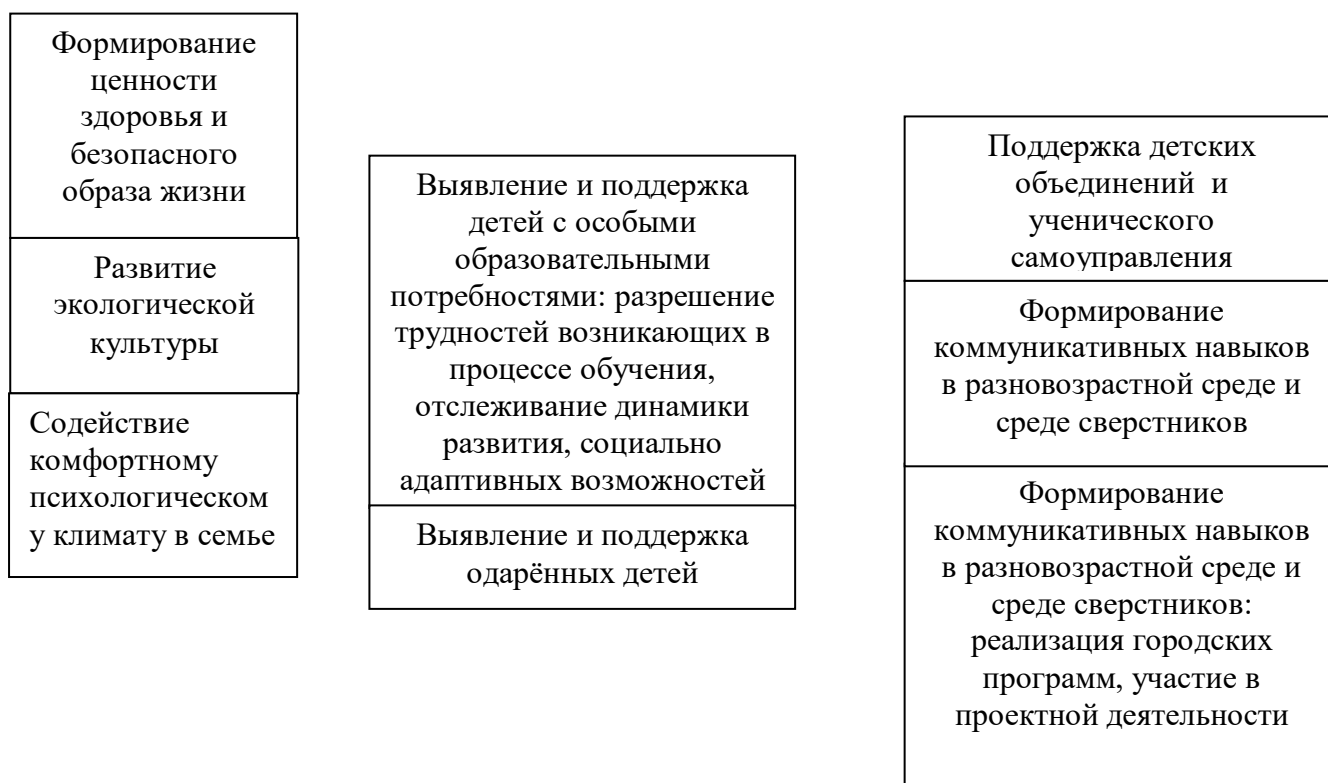 Формирование
ценности
здоровья и
безопасного
образа жизни
Развитие
экологической
культуры
Содействие
комфортному
психологическом
у климату в семье
Выявление и поддержка
детей с особыми
образовательными
потребностями: разрешение
трудностей возникающих в
процессе обучения,
отслеживание динамики
развития, социально
адаптивных возможностей
Выявление и поддержка
одарённых детей
Поддержка детских
объединений и
ученического
самоуправления
Формирование
коммуникативных навыков
в разновозрастной среде и
среде сверстников
Формирование
коммуникативных навыков
в разновозрастной среде и
среде сверстников:
реализация городских
программ, участие в
проектной деятельности